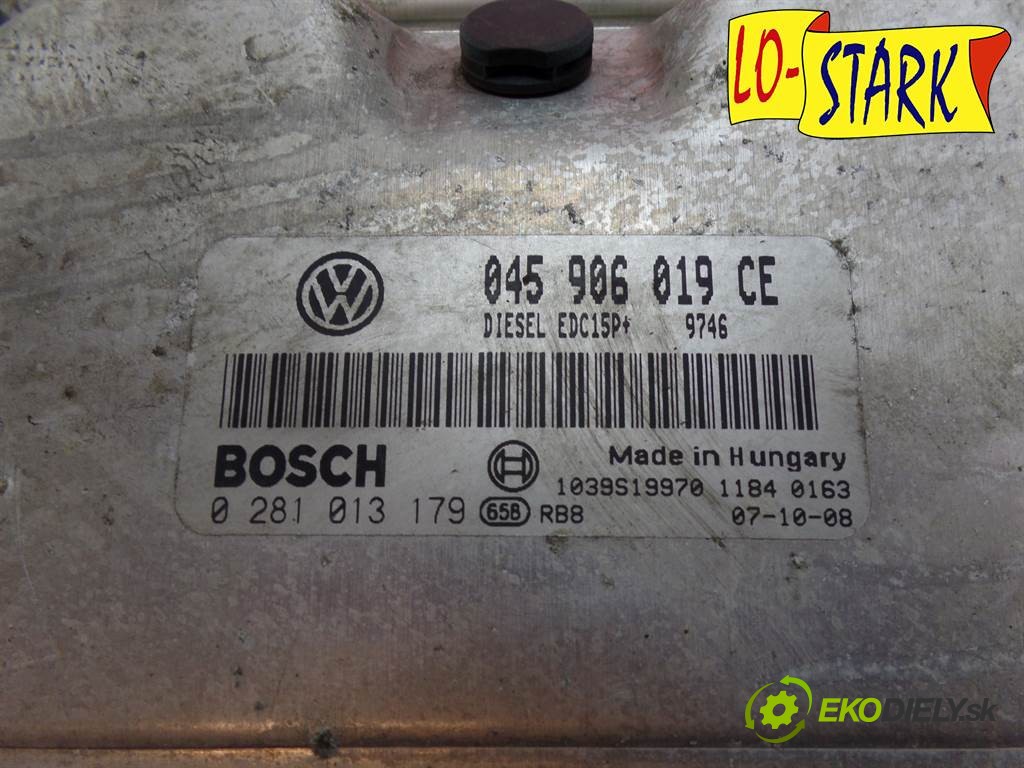 LO-
STARK
VW
045 906 019 CE
DIESEL EDC15P+ 9746
BOSCH
Made in Hungary
1039S19970 1184 0163
0 281 013 179 658 RB8 07-10-08
EKODIELY.sk